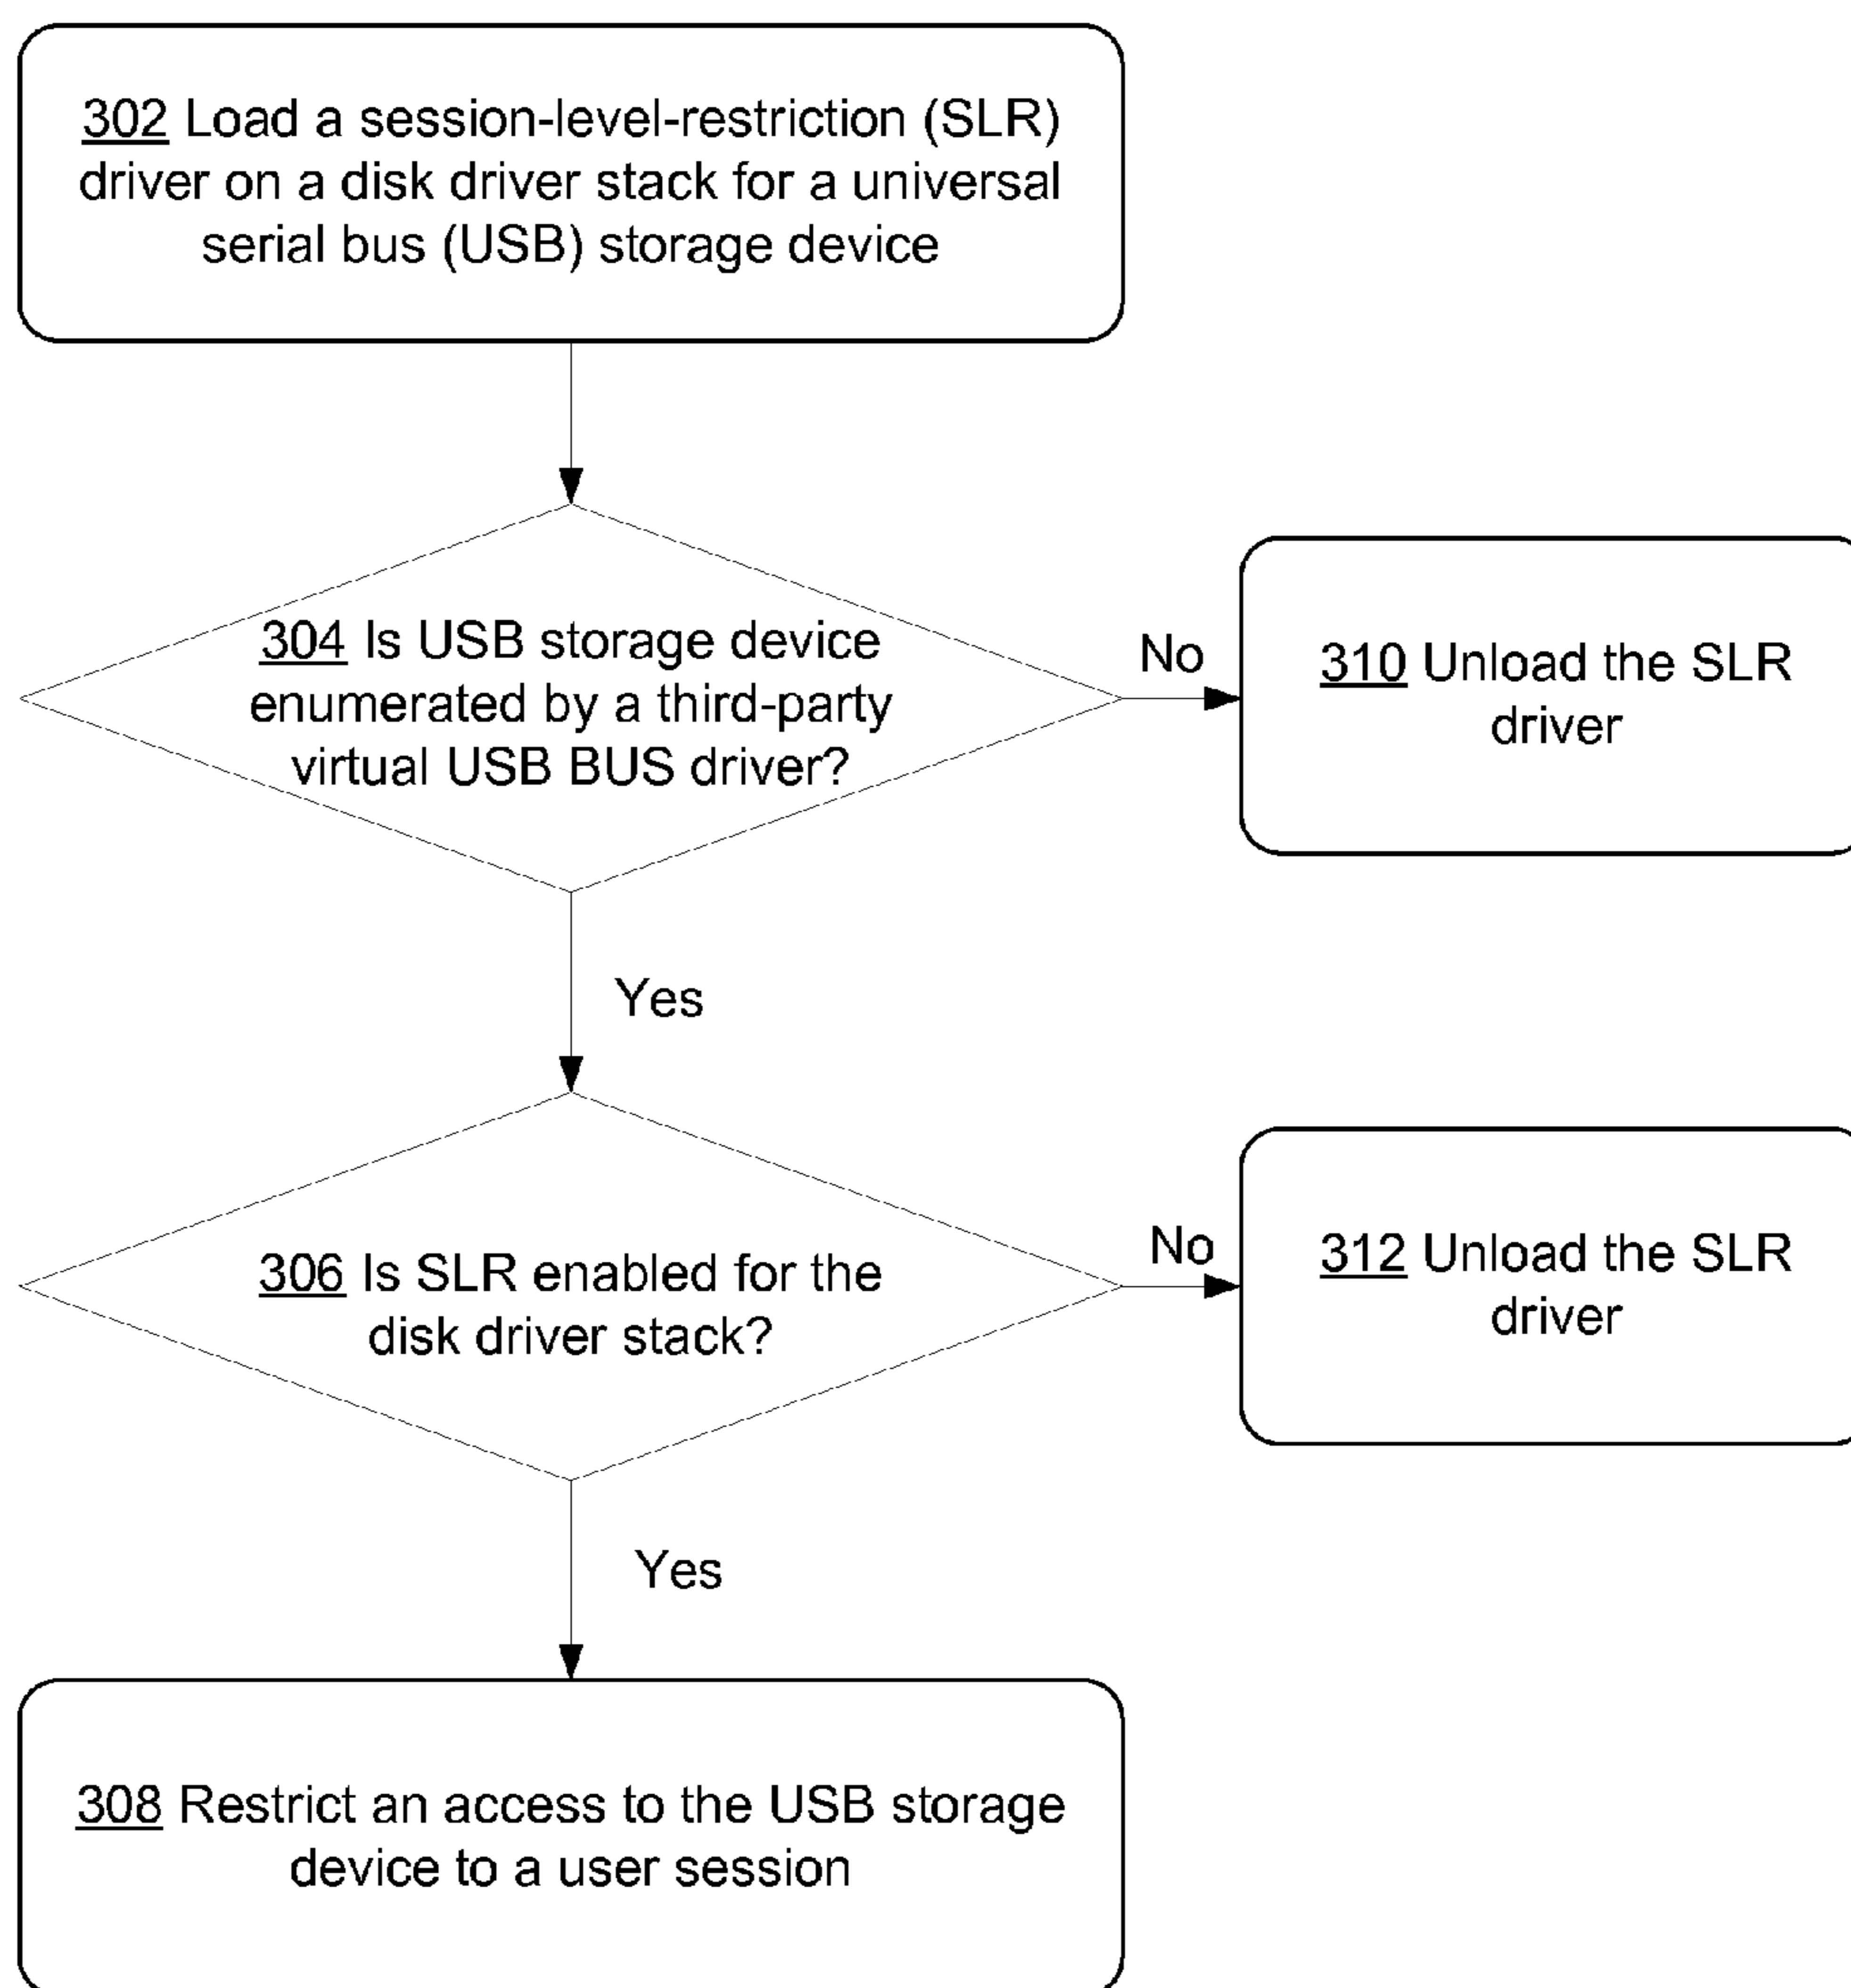 302 Load a session-level-restriction (SLR)
driver on a disk driver stack for a universal
serial bus (USB) storage device
304 Is USB storage device
enumerated by a third-party
virtual USB BUS driver?
No
310 Unload the SLR
driver
Yes
306 Is SLR enabled for the
disk driver stack?
No
312 Unload the SLR
driver
Yes
308 Restrict an access to the USB storage
device to a user session